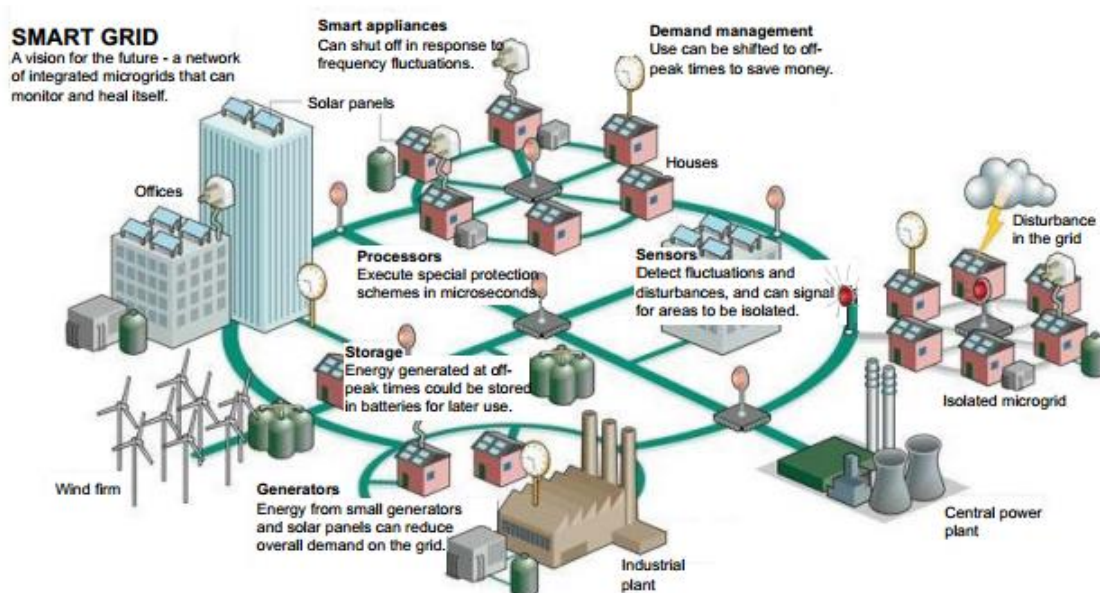 SMART GRID
A vision for the future - a network
of integrated microgrids that can
monitor and heal itself.
Smart appliances
Can shut off in response to
frequency fluctuations.
Demand management
Use can be shifted to off-
peak times to save money.
Solar panels
Houses
Offices
Disturbance
in the grid
Processors
Execute special protection
schemes in microseconds.
Sensors
Detect fluctuations and
disturbances, and can signal
for areas to be isolated.
Storage
Energy generated at off-
peak times could be stored
in batteries for later use.
Isolated microgrid
Wind firm
Generators
Energy from small generators
and solar panels can reduce
overall demand on the grid.
Central power
plant
Industrial
plant